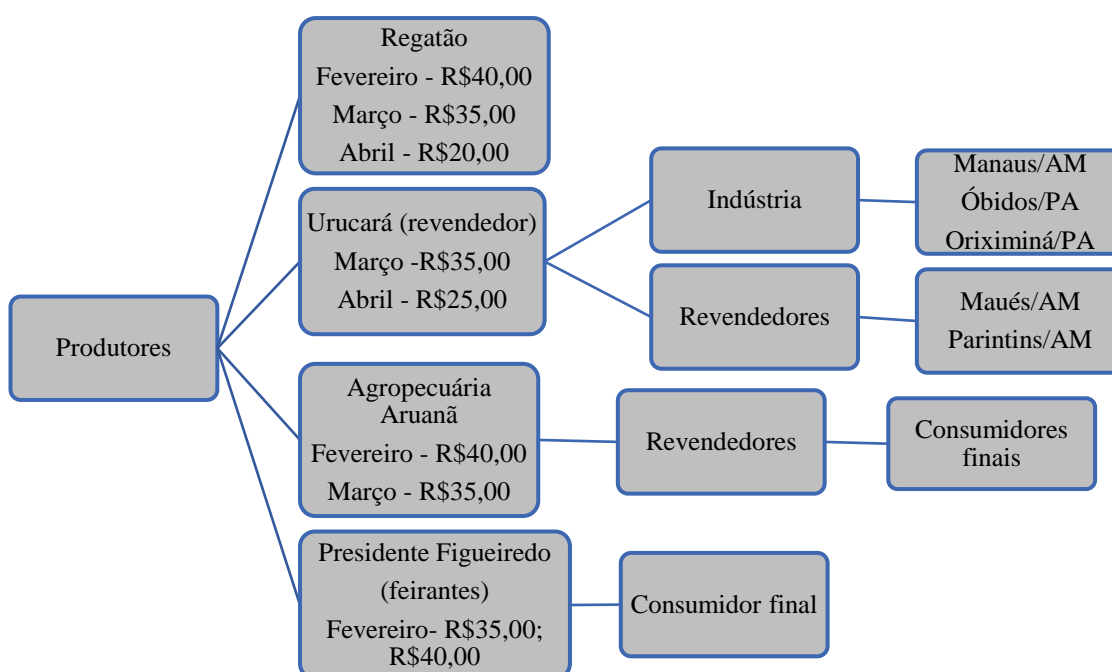 Produtores
Regatão
Fevereiro - R$40,00
Março - R$35,00
Abril - R$20,00
Urucará (revendedor)
Março -R$35,00
Abril - R$25,00
Indústria
Manaus/AM
Óbidos/PA
Oriximiná/PA
Revendedores
Maués/AM
Parintins/AM
Agropecuária
Aruanã
Fevereiro - R$40,00
Março - R$35,00
Revendedores
Consumidores
finais
Presidente Figueiredo
(feirantes)
Fevereiro- R$35,00;
R$40,00
Consumidor final